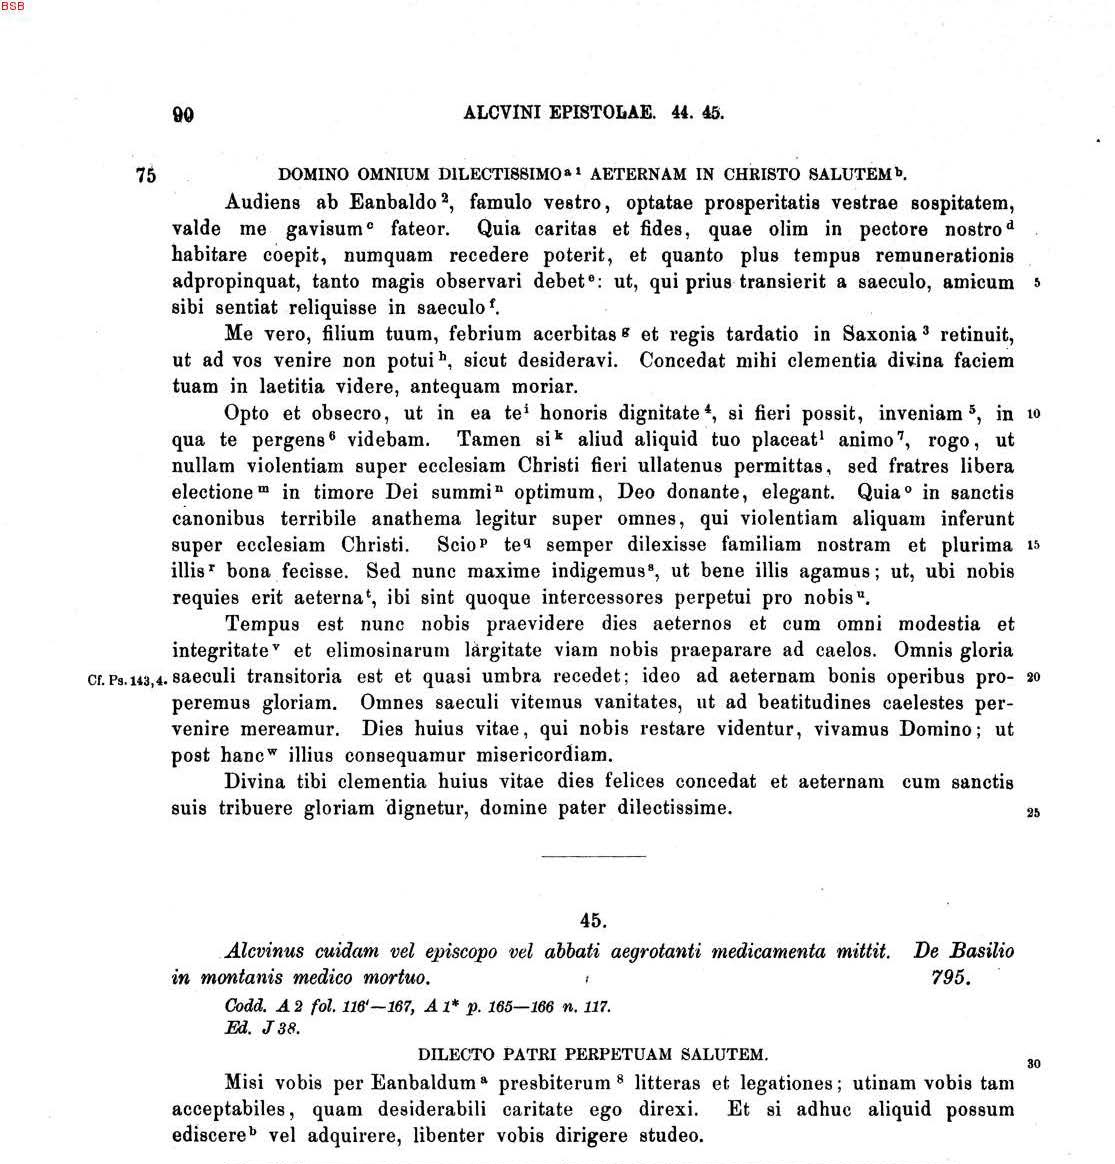 BSB
90 ALCVINI EPISTOLAE. 44. 45.
75 DOMINO OMNIUM DILECTISSIMO a 1 AETERNAM IN CHRISTO SALUTEM b.
Audiens ab Eanbaldo 2, famulo vestro, optatae prosperitatis vestrae sospitatem,
valde me gavisum c fateor. Quia caritas et fides, quae olim in pectore nostro d
habitare coepit, numquam recedere poterit, et quanto plus tempus remunerationis
adpropinquat, tanto magis observari debet e: ut, qui prius transierit a saeculo, amicum 5
sibi sentiat reliquisse in saeculo f.
Me vero, filium tuum, febrium acerbitas g et regis tardatio in Saxonia 3 retinuit,
ut ad vos venire non potui h, sicut desideravi. Concedat mihi clementia divina faciem
tuam in laetitia videre, antequam moriar.
Opto et obsecro, ut in ea te i honoris dignitate 4, si fieri possit, inveniam 5, in 10
qua te pergens 6 videbam. Tamen si k aliud aliquid tuo placeat l animo 7, rogo, ut
nullam violentiam super ecclesiam Christi fieri ullatenus permittas, sed fratres libera
electione m in timore Dei summi n optimum, Deo donante, elegant. Quia o in sanctis
canonibus terribile anathema legitur super omnes, qui violentiam aliquam inferunt
super ecclesiam Christi. Scio p te q semper dilexisse familiam nostram et plurima 15
illis r bona fecisse. Sed nunc maxime indigemus s, ut bene illis agamus; ut, ubi nobis
requies erit aeterna t, ibi sint quoque intercessores perpetui pro nobis u.
Tempus est nunc nobis praevidere dies aeternos et cum omni modestia et
integritate v et elimosinarum largitate viam nobis praeparare ad caelos. Omnis gloria
Cf. Ps. 143,4. saeculi transitoria est et quasi umbra recedet; ideo ad aeternam bonis operibus pro- 20
peremus gloriam. Omnes saeculi vitemus vanitates, ut ad beatitudines caelestes per-
venire mereamur. Dies huius vitae, qui nobis restare videntur, vivamus Domino; ut
post hanc w illius consequamur misericordiam.
Divina tibi clementia huius vitae dies felices concedat et aeternam cum sanctis
suis tribuere gloriam dignetur, domine pater dilectissime. 25
45.
Alcvinus cuidam vel episcopo vel abbati aegrotanti medicamenta mittit. De Basilio
in montanis medico mortuo. 795.
Codd. A 2 fol. 116'—167, A 1* p. 165—166 n. 117.
Ed. J 38.
DILECTO PATRI PERPETUAM SALUTEM. 30
Misi vobis per Eanbaldum a presbiterum 8 litteras et legationes; utinam vobis tam
acceptabiles, quam desiderabili caritate ego direxi. Et si adhuc aliquid possum
ediscere b vel adquirere, libenter vobis dirigere studeo.